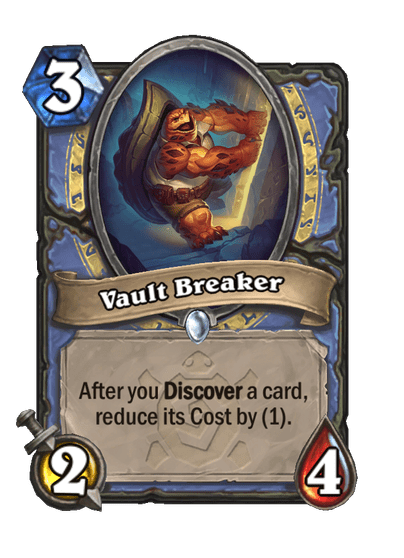 3
Vault Breaker
After you Discover a card,
reduce its Cost by (1).
2
4